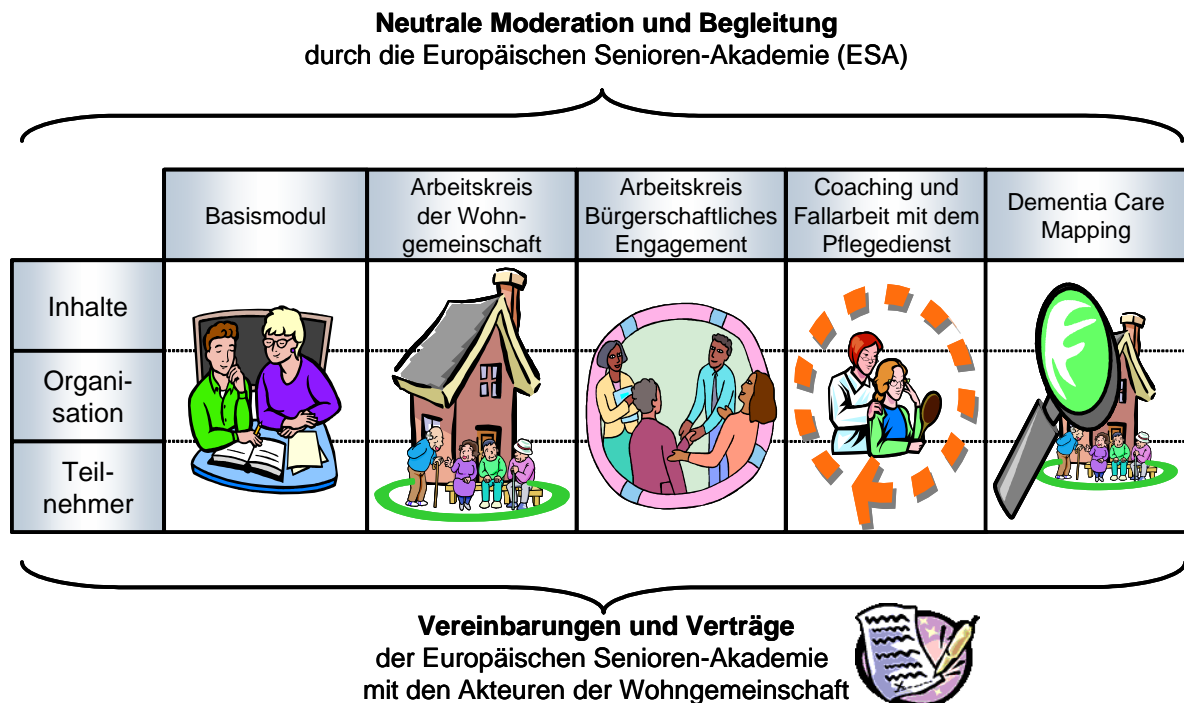 Neutrale Moderation und Begleitung
durch die Europäischen Senioren-Akademie (ESA)
Basismodul
Arbeitskreis
der Wohn-
gemeinschaft
Arbeitskreis
Bürgerschaftliches
Engagement
Coaching und
Fallarbeit mit dem
Pflegedienst
Dementia Care
Mapping
Inhalte
Organi-
sation
Teil-
nehmer
Vereinbarungen und Verträge
der Europäischen Senioren-Akademie
mit den Akteuren der Wohngemeinschaft